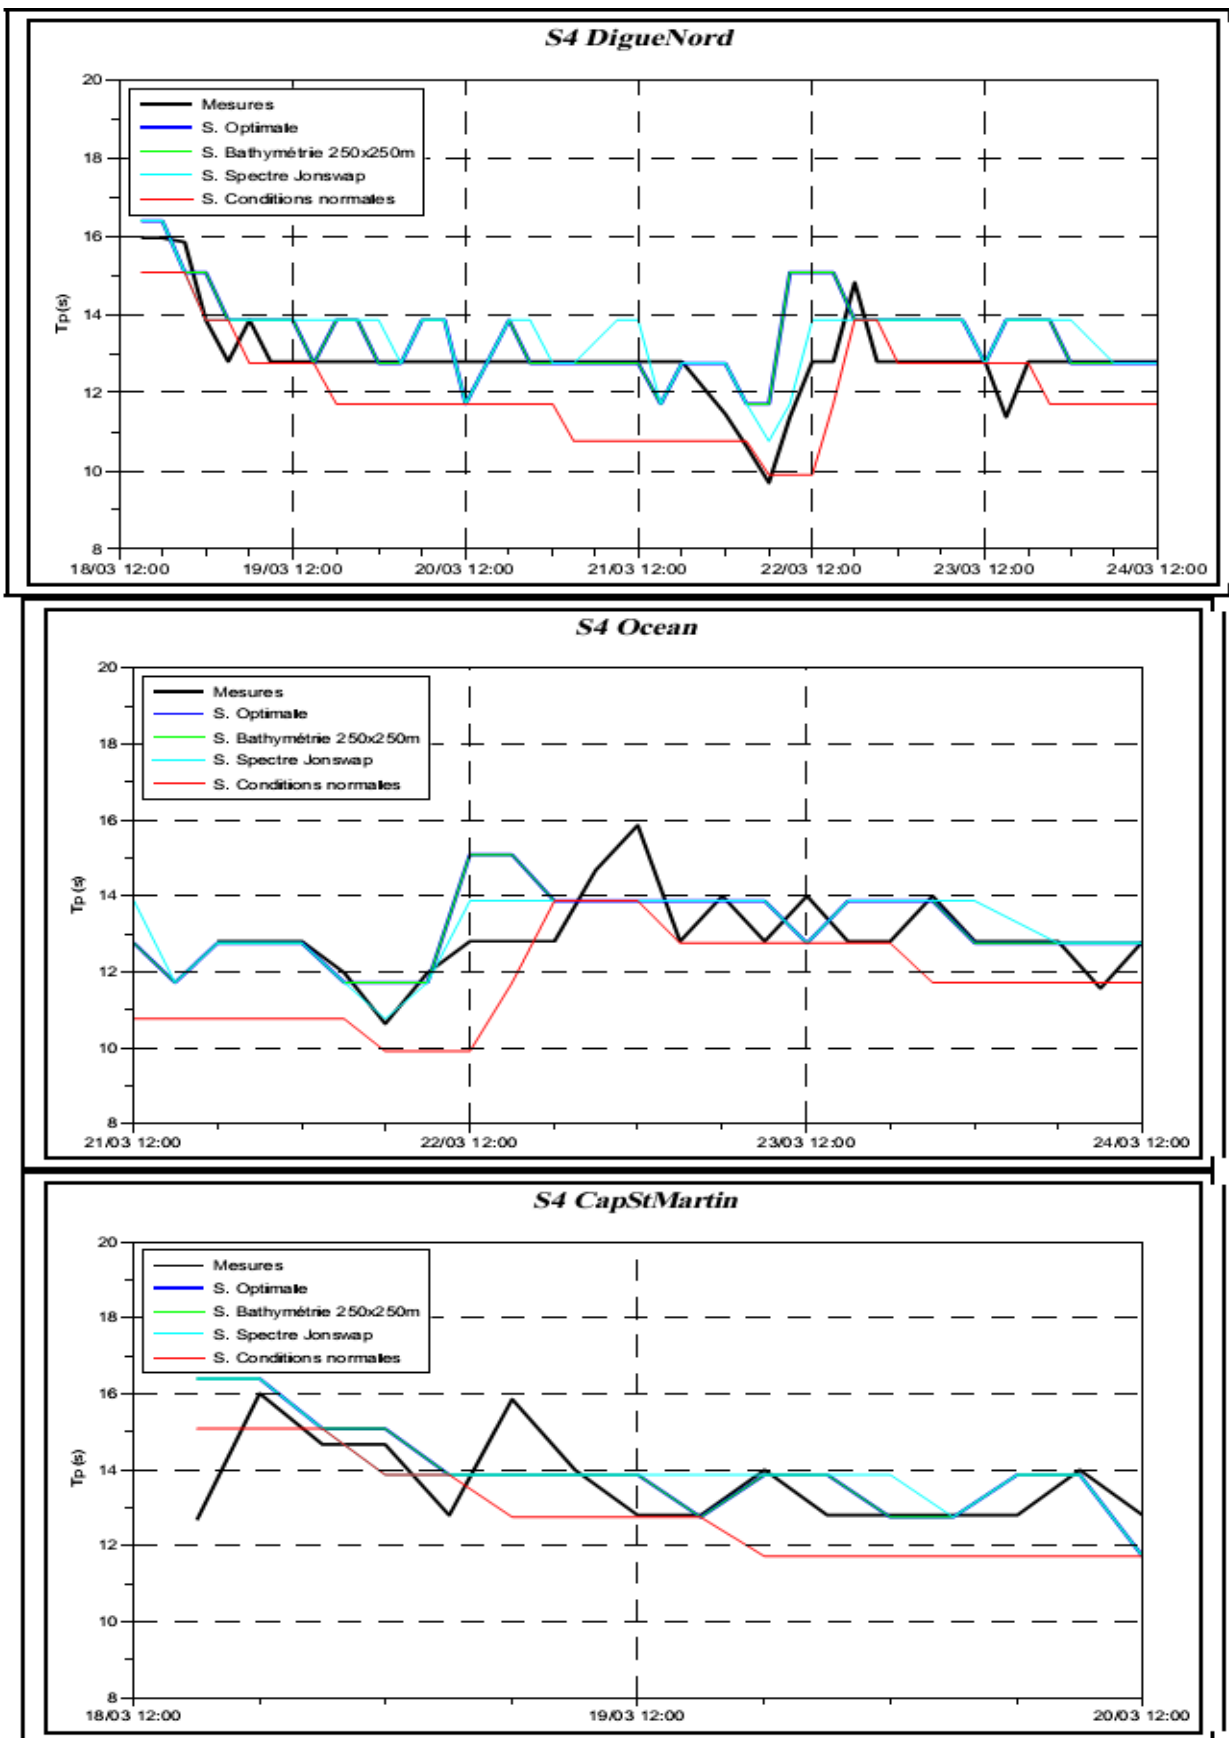 S4 DigueNord
20
Mesures
S. Optimale
18
S. Bathymétrie 250x250m
S. Spectre Jonswap
S. Conditions normales
16
Tp(s)
14
12
10
8
18/03 12:00 19/03 12:00 20/03 12:00 21/03 12:00 22/03 12:00 23/03 12:00 24/03 12:00
S4 Ocean
20
Mesures
S. Optimale
18
S. Bathymétrie 250x250m
S. Spectre Jonswap
S. Conditions normales
16
Tp(s)
14
12
10
8
21/03 12:00 22/03 12:00 23/03 12:00 24/03 12:00
S4 CapStMartin
20
Mesures
S. Optimale
18
S. Bathymétrie 250x250m
S. Spectre Jonswap
S. Conditions normales
16
Tp(s)
14
12
10
8
18/03 12:00 19/03 12:00 20/03 12:00